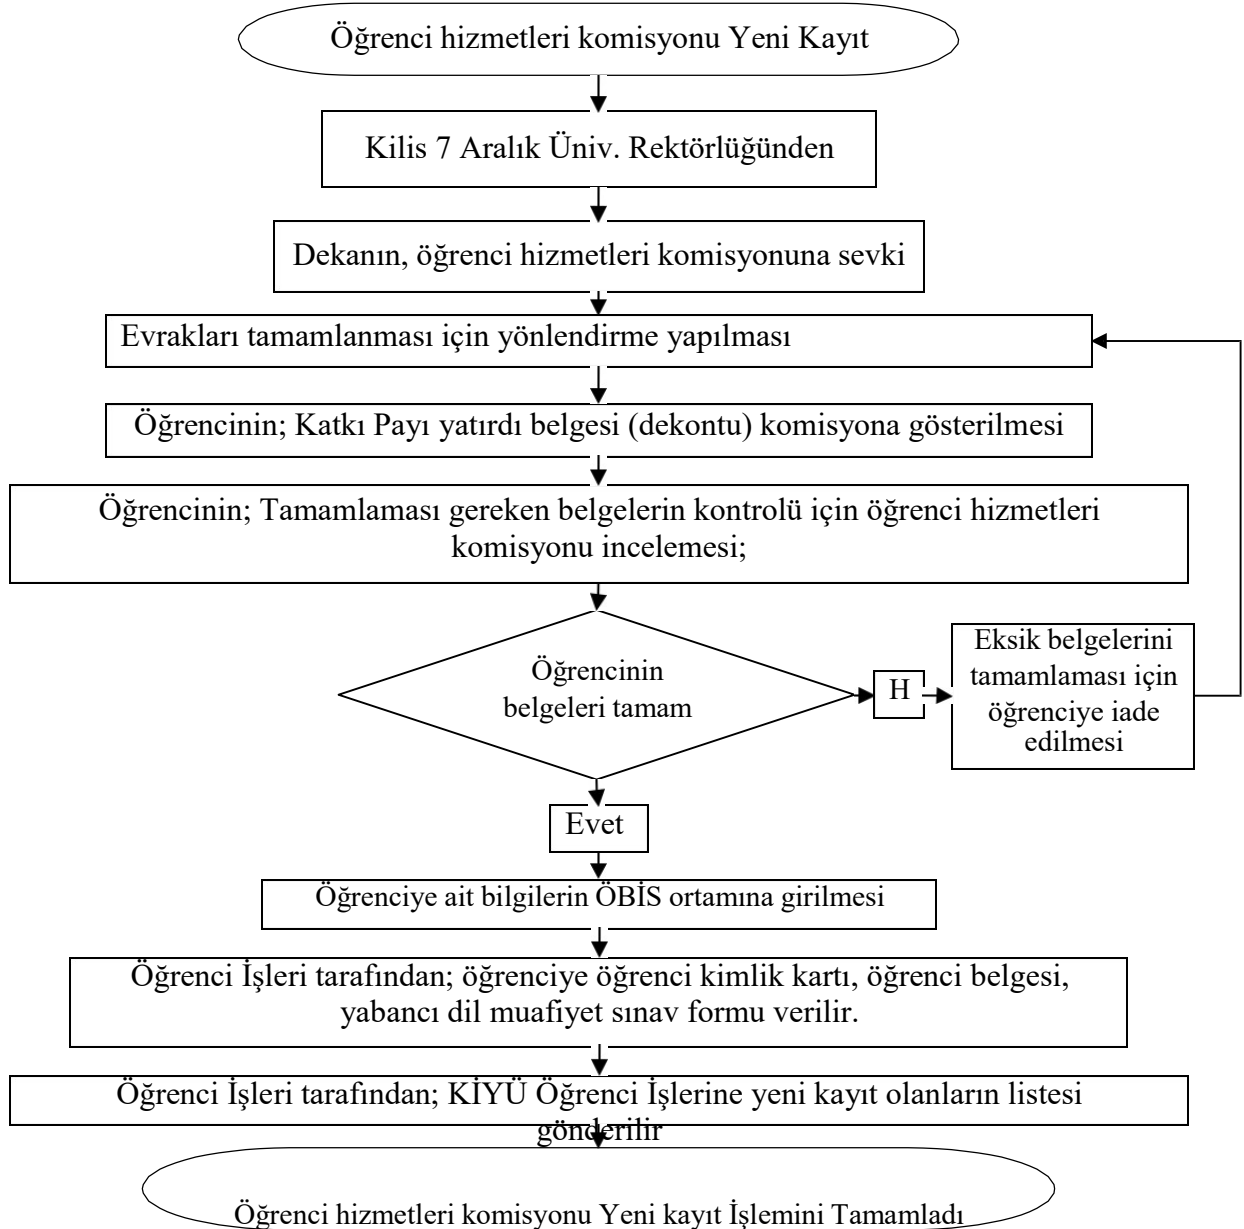 Öğrenci hizmetleri komisyonu Yeni Kayıt
Kilis 7 Aralık Üniv. Rektörlüğünden
Dekanın, öğrenci hizmetleri komisyonuna sevki
Evrakları tamamlanması için yönlendirme yapılması
Öğrencinin; Katkı Payı yatırdı belgesi (dekontu) komisyona gösterilmesi
Öğrencinin; Tamamlaması gereken belgelerin kontrolü için öğrenci hizmetleri
komisyonu incelemesi;
Öğrencinin
belgeleri tamam
H
Eksik belgelerini
tamamlaması için
öğrenciye iade
edilmesi
Evet
Öğrenciye ait bilgilerin ÖBİS ortamına girilmesi
Öğrenci İşleri tarafından; öğrenciye öğrenci kimlik kartı, öğrenci belgesi,
yabancı dil muafiyet sınav formu verilir.
Öğrenci İşleri tarafından; KİYÜ Öğrenci İşlerine yeni kayıt olanların listesi
gönderilir
Öğrenci hizmetleri komisyonu Yeni kayıt İşlemini Tamamladı